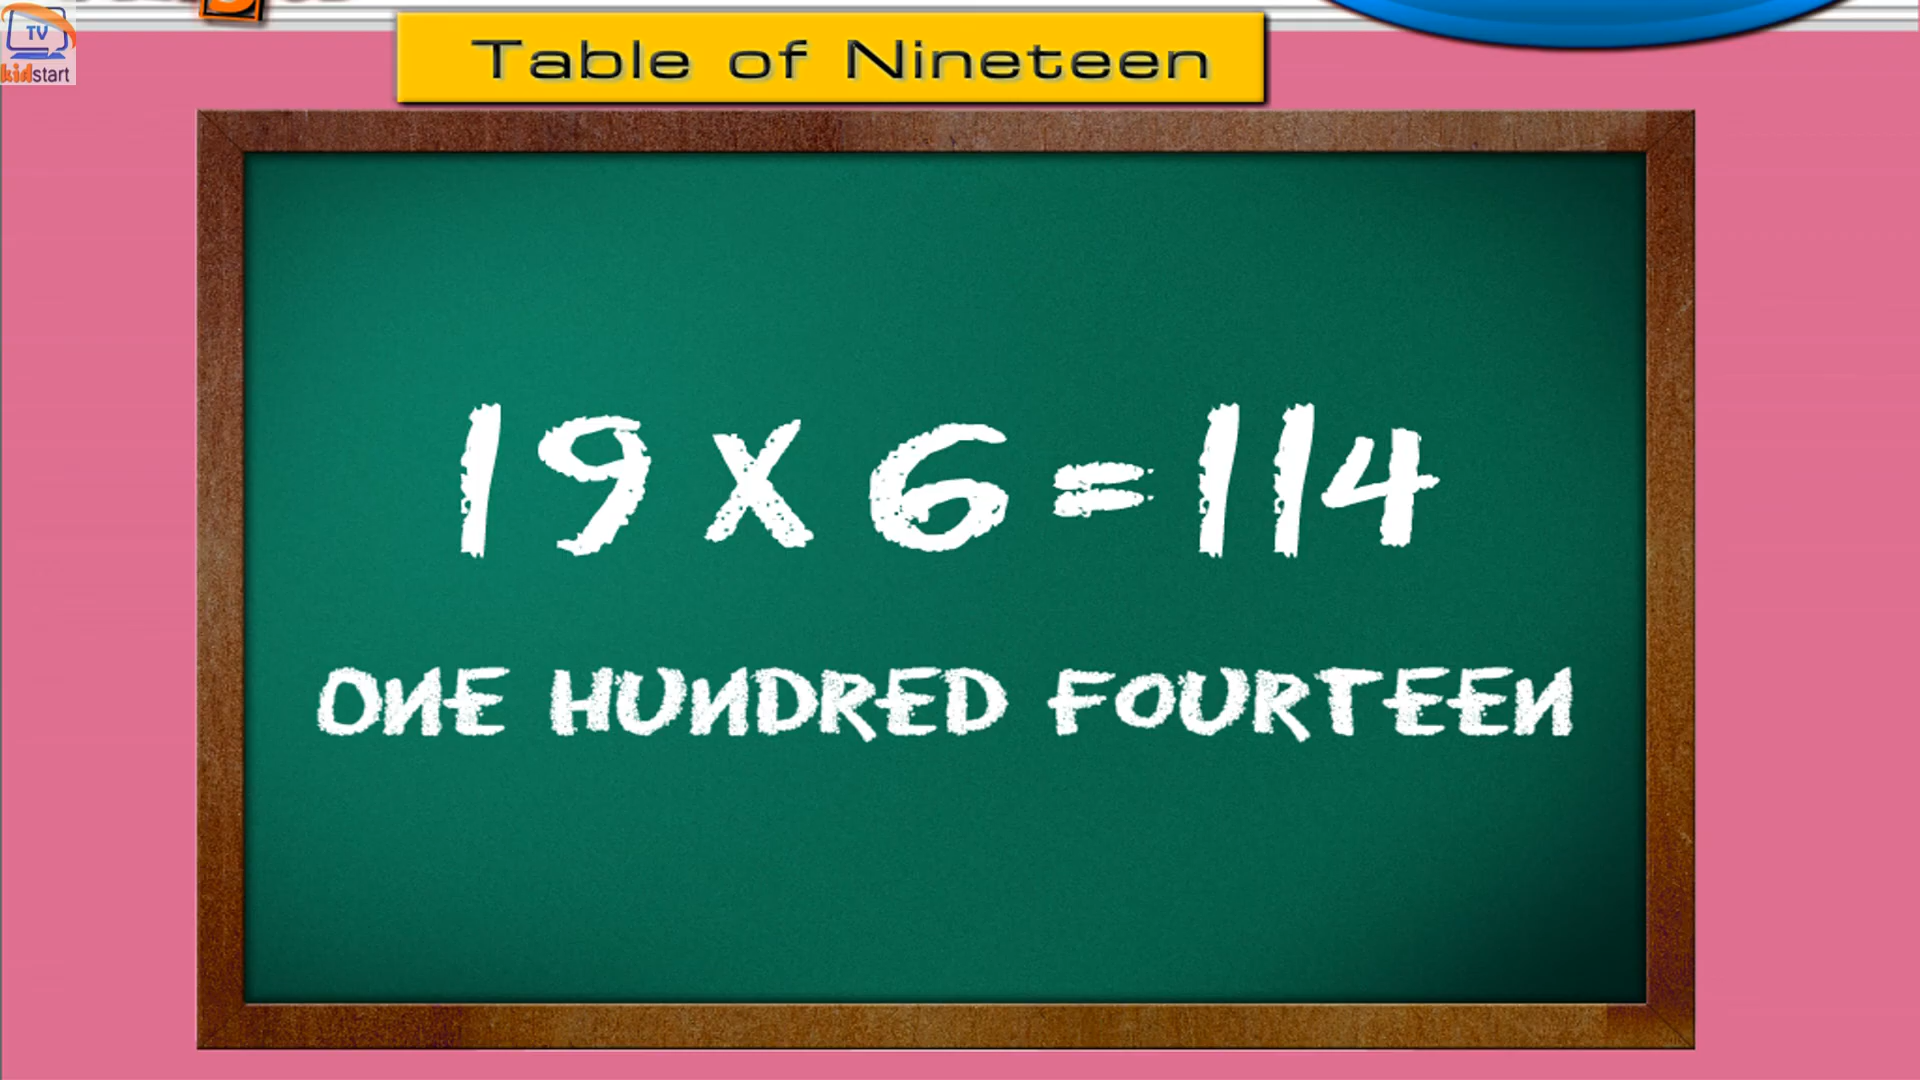 TV
kidstart
Table of Nineteen
19 x 6 = 114
ONE HUNDRED FOURTEEN